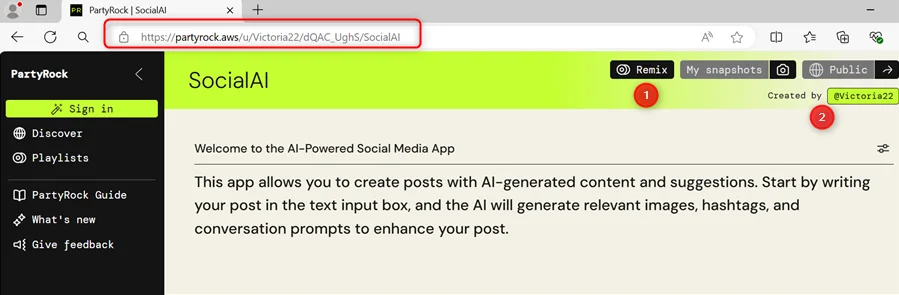 PR PartyRock | SocialAI
https://partyrock.aws/u/Victoria22/dQAC_UghS/SocialAI
PartyRock
Sign in
Discover
Playlists
PartyRock Guide
What's new
Give feedback
SocialAI
Remix
My snapshots
Public
1
Created by @Victoria22
2
Welcome to the AI-Powered Social Media App
This app allows you to create posts with AI-generated content and suggestions. Start by writing
your post in the text input box, and the AI will generate relevant images, hashtags, and
conversation prompts to enhance your post.